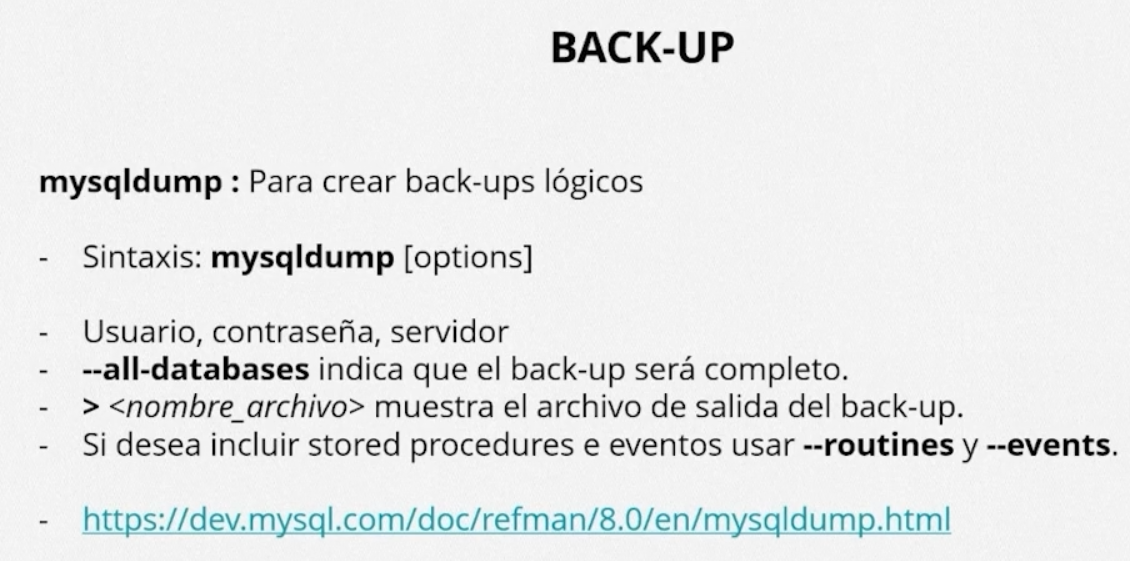 BACK-UP
mysqldump : Para crear back-ups lógicos
- Sintaxis: mysqldump [options]
- Usuario, contraseña, servidor
- --all-databases indica que el back-up será completo.
- > <nombre_archivo> muestra el archivo de salida del back-up.
- Si desea incluir stored procedures e eventos usar --routines y --events.
- https://dev.mysql.com/doc/refman/8.0/en/mysqldump.html